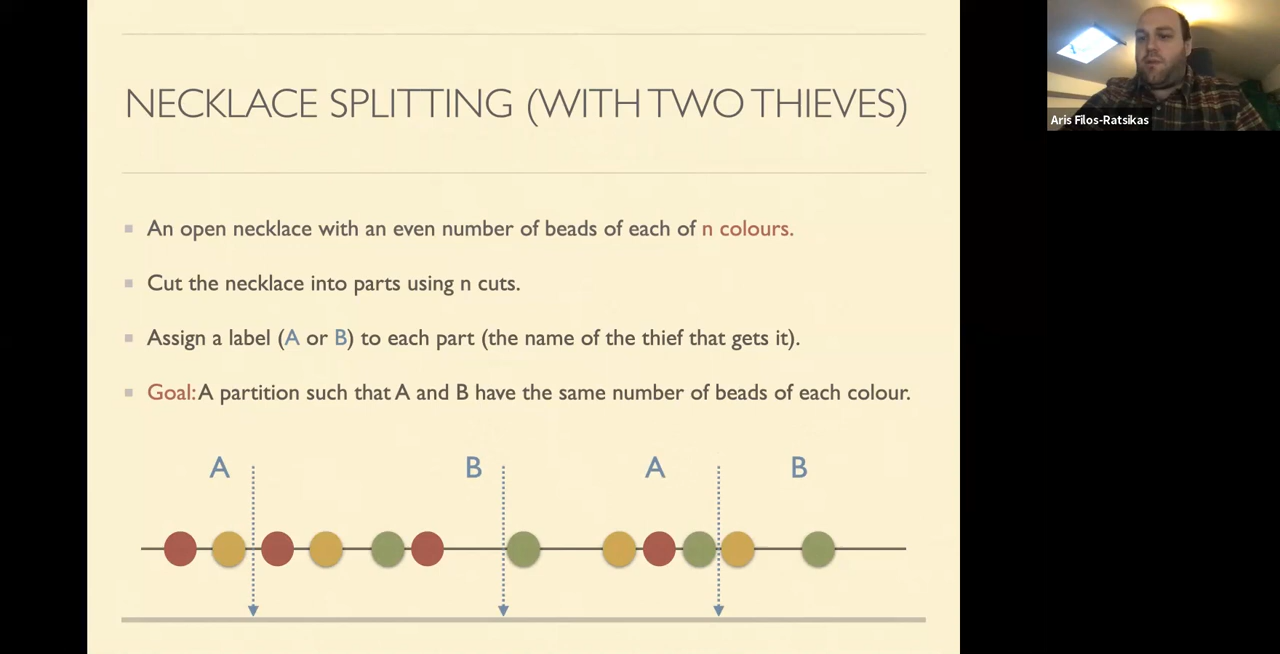 NECKLACE SPLITTING (WITH TWO THIEVES)
Aris Filos-Ratsikas
An open necklace with an even number of beads of each of n colours.
Cut the necklace into parts using n cuts.
Assign a label (A or B) to each part (the name of the thief that gets it).
Goal: A partition such that A and B have the same number of beads of each colour.
A B A B